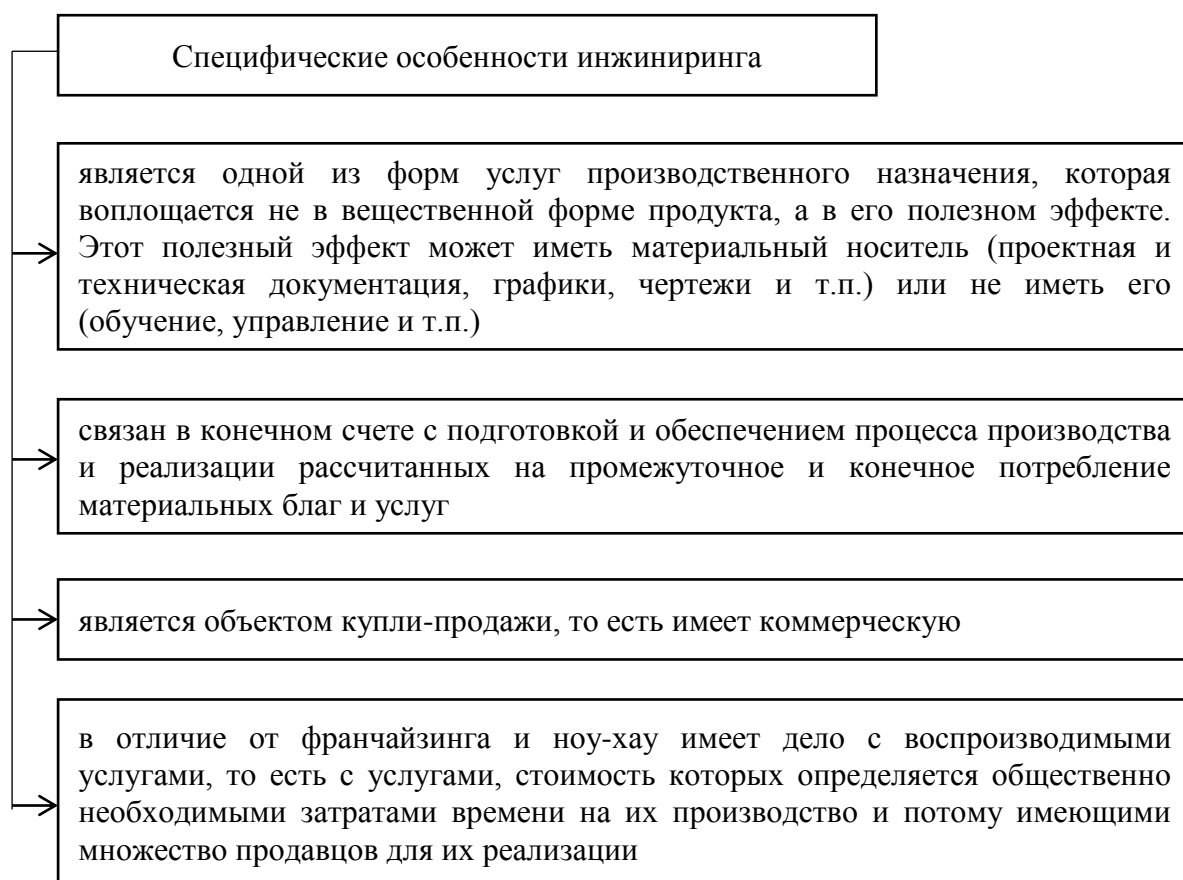 Специфические особенности инжиниринга
является одной из форм услуг производственного назначения, которая
воплощается не в вещественной форме продукта, а в его полезном эффекте.
Этот полезный эффект может иметь материальный носитель (проектная и
техническая документация, графики, чертежи и т.п.) или не иметь его
(обучение, управление и т.п.)
связан в конечном счете с подготовкой и обеспечением процесса производства
и реализации рассчитанных на промежуточное и конечное потребление
материальных благ и услуг
является объектом купли-продажи, то есть имеет коммерческую
в отличие от франчайзинга и ноу-хау имеет дело с воспроизводимыми
услугами, то есть с услугами, стоимость которых определяется общественно
необходимыми затратами времени на их производство и потому имеющими
множество продавцов для их реализации